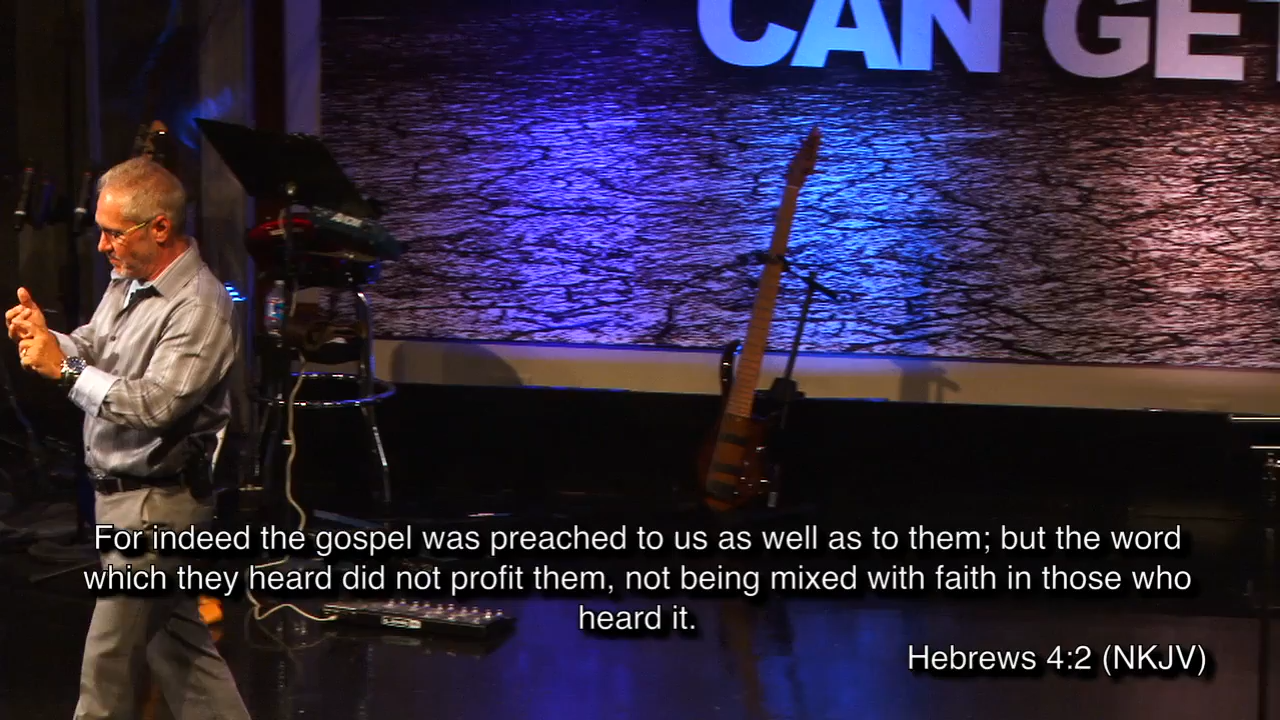 CAN GET
For indeed the gospel was preached to us as well as to them; but the word
which they heard did not profit them, not being mixed with faith in those who
heard it.
Hebrews 4:2 (NKJV)